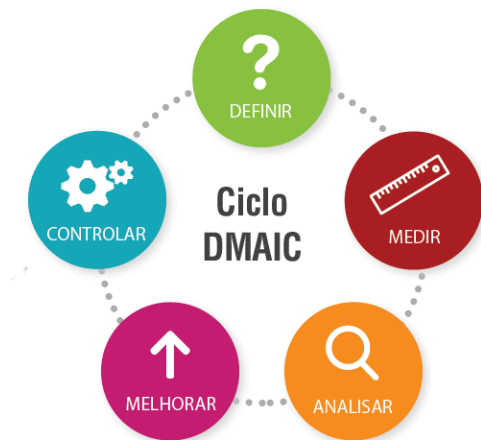 DEFINIR
Ciclo
DMAIC
CONTROLAR
MEDIR
MELHORAR
ANALISAR